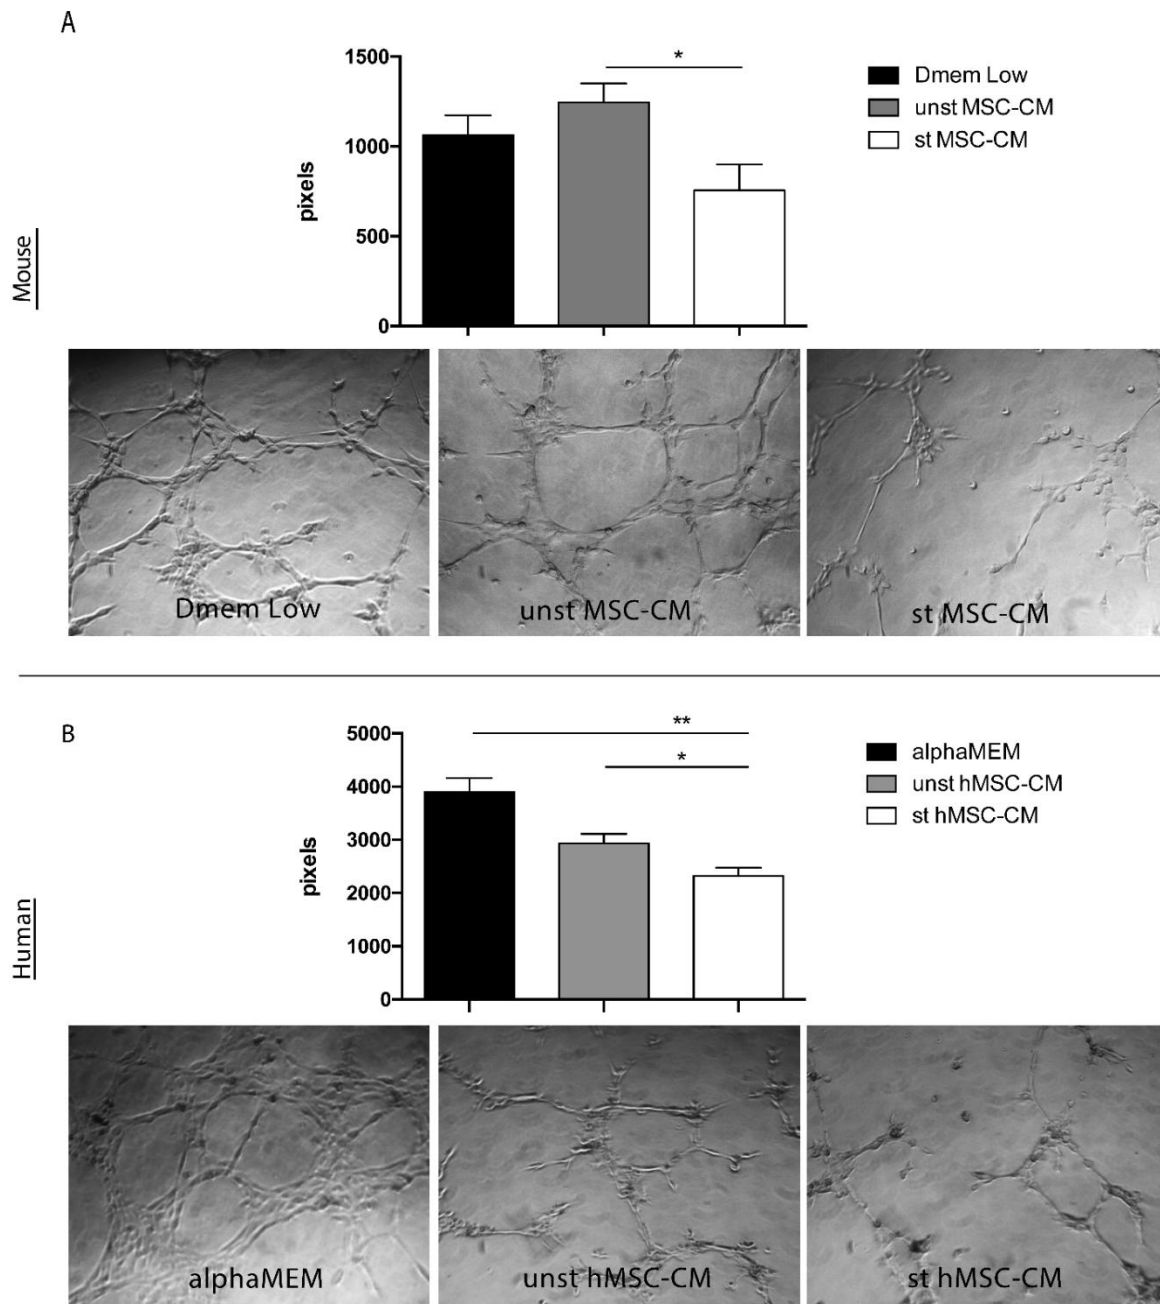 A
*
1500
1000
500
0
pixels
Dmem Low
unst MSC-CM
st MSC-CM
Mouse
Dmem Low
unst MSC-CM
st MSC-CM
B
**
*
5000
4000
3000
2000
1000
0
pixels
alphaMEM
unst hMSC-CM
st hMSC-CM
Human
alphaMEM
unst hMSC-CM
st hMSC-CM